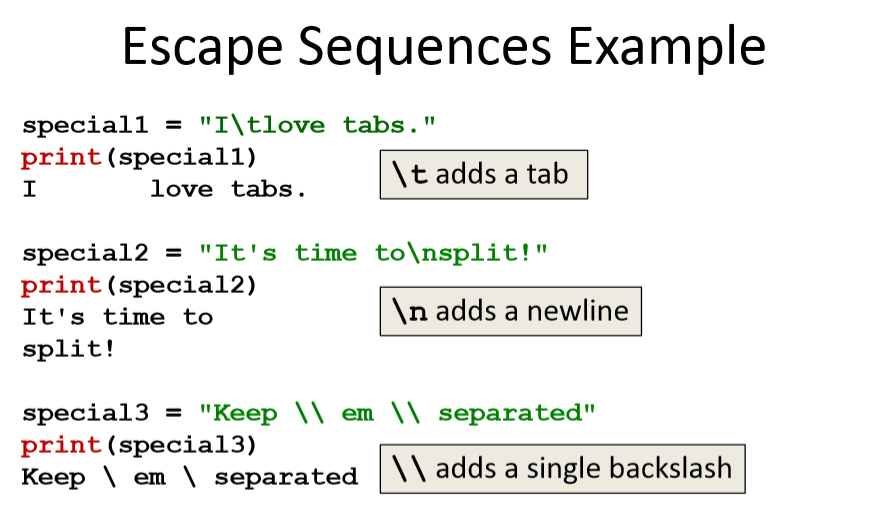 Escape Sequences Example
special1 = "I\tlove tabs."
print(special1)
I       love tabs.
\t adds a tab
special2 = "It's time to\nsplit!"
print(special2)
It's time to
split!
\n adds a newline
special3 = "Keep \\ em \\ separated"
print(special3)
Keep \ em \ separated
\\ adds a single backslash